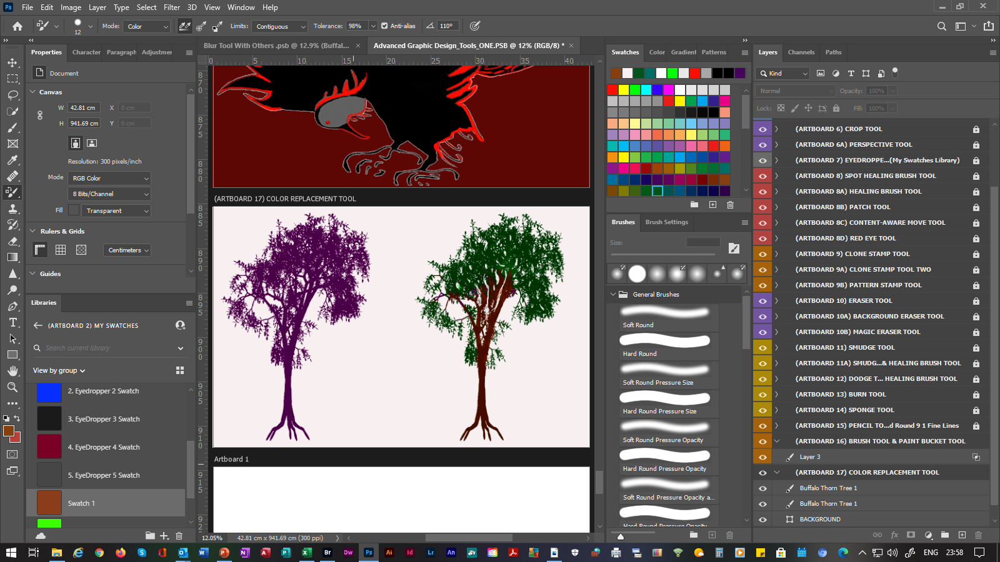 Ps File Edit Image Layer Type Select Filter 3D View Window Help
12 Mode: Color Limits: Contiguous Tolerance: 98% Anti-alias 110°
Properties Character Paragraph Adjustmen
Document
Canvas
W 42.81 cm X 0 cm
H 941.69 cm Y 0 cm
Resolution: 300 pixels/inch
Mode RGB Color
8 Bits/Channel
Fill Transparent
Rulers & Grids
Centimeters
Guides
Libraries
(ARTBOARD 2) MY SWATCHES
Search current library
View by group
2. Eyedropper 2 Swatch
3. EyeDropper 3 Swatch
4. EyeDropper 4 Swatch
5. EyeDropper 5 Swatch
Swatch 1
Blur Tool With Others .psb @ 12.9% (Buffal... ×
Advanced Graphic Design_Tools_ONE.PSB @ 12% (RGB/8) * ×
0 5 10 15 20 25 30 35 40
870
875
880
885
890
895
900
905
910
915
92
(ARTBOARD 17) COLOR REPLACEMENT TOOL
Artboard 1
12.05% 42.81 cm x 941.69 cm (300 ppi)
Swatches Color Gradient Patterns
Brushes Brush Settings
Size:
General Brushes
Soft Round
Hard Round
Soft Round Pressure Size
Hard Round Pressure Size
Soft Round Pressure Opacity
Hard Round Pressure Opacity
Soft Round Pressure Opacity a...
Hard Round Pressure Opacity
Layers Channels Paths
Kind
Normal Opacity: 100%
Lock: Fill: 100%
(ARTBOARD 6) CROP TOOL
(ARTBOARD 6A) PERSPECTIVE TOOL
(ARTBOARD 7) EYEDROPPE...(My Swatches Library)
(ARTBOARD 8) SPOT HEALING BRUSH TOOL
(ARTBOARD 8A) HEALING BRUSH TOOL
(ARTBOARD 8B) PATCH TOOL
(ARTBOARD 8C) CONTENT-AWARE MOVE TOOL
(ARTBOARD 8D) RED EYE TOOL
(ARTBOARD 9) CLONE STAMP TOOL
(ARTBOARD 9A) CLONE STAMP TOOL TWO
(ARTBOARD 9B) PATTERN STAMP TOOL
(ARTBOARD 10) ERASER TOOL
(ARTBOARD 10A) BACKGROUND ERASER TOOL
(ARTBOARD 10B) MAGIC ERASER TOOL
(ARTBOARD 11) SMUDGE TOOL
(ARTBOARD 11A) SMUDG...& HEALING BRUSH TOOL
(ARTBOARD 12) DODGE T... HEALING BRUSH TOOL
(ARTBOARD 13) BURN TOOL
(ARTBOARD 14) SPONGE TOOL
(ARTBOARD 15) PENCIL TO...d Round 9 1 Fine Lines
(ARTBOARD 16) BRUSH TOOL & PAINT BUCKET TOOL
Layer 3
(ARTBOARD 17) COLOR REPLACEMENT TOOL
Buffalo Thorn Tree 1
Buffalo Thorn Tree 1
BACKGROUND
fx
Br Dw Ps Ai Id Lr An ENG 23:58